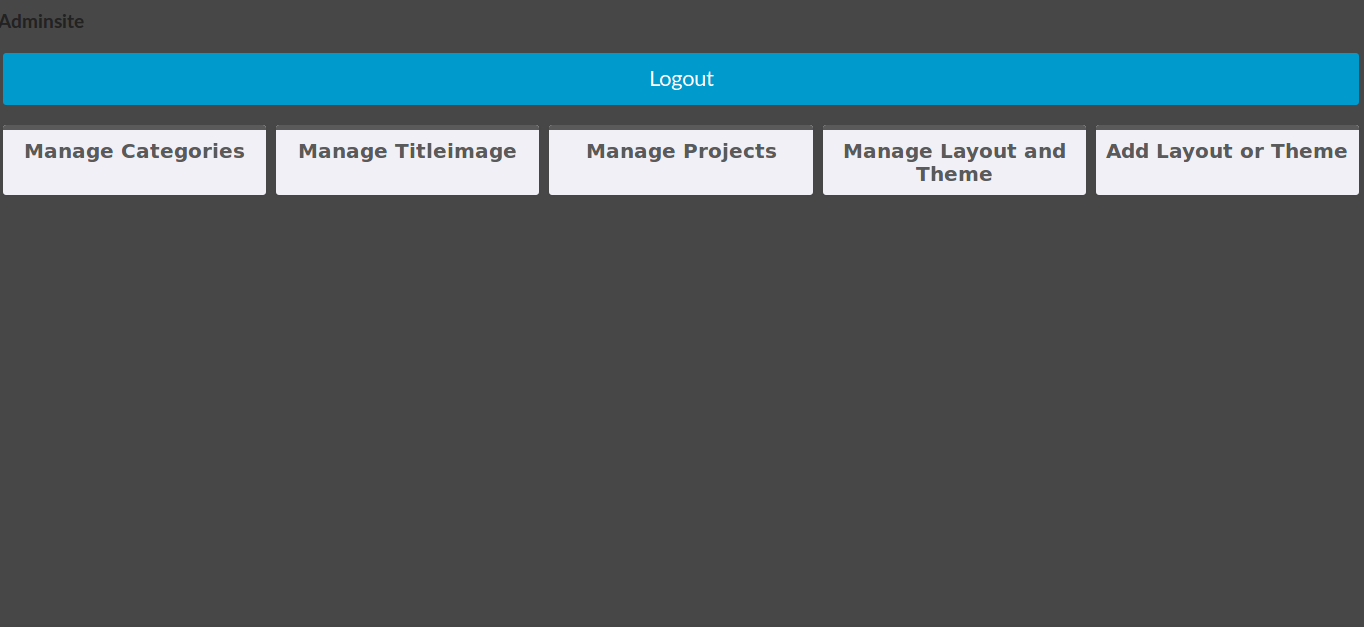 Adminsite
Logout
Manage Categories
Manage Titleimage
Manage Projects
Manage Layout and
Theme
Add Layout or Theme